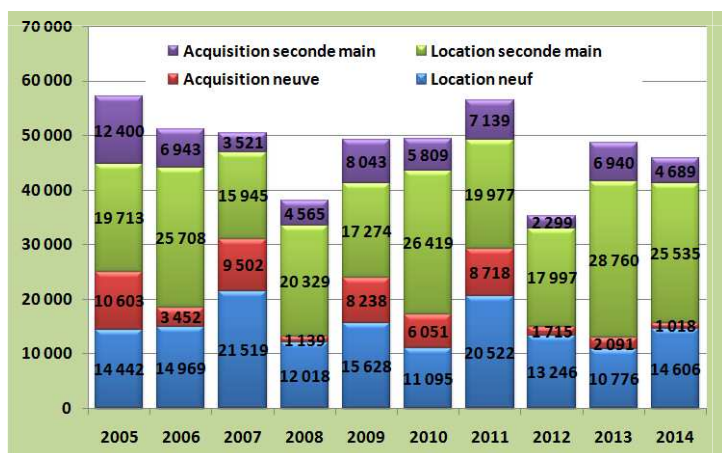 70 000
Acquisition seconde main Location seconde main
Acquisition neuve Location neuf
60 000
50 000
40 000
30 000
20 000
10 000
0
12 400 6 943 3 521 4 565 8 043 5 809 7 139 2 299 6 940 4 689
19 713 25 708 15 945 20 329 17 274 26 419 19 977 17 997 28 760 25 535
10 603 3 452 9 502 1 139 8 238 6 051 8 718 1 715 2 091 1 018
14 442 14 969 21 519 12 018 15 628 11 095 20 522 13 246 10 776 14 606
2005 2006 2007 2008 2009 2010 2011 2012 2013 2014